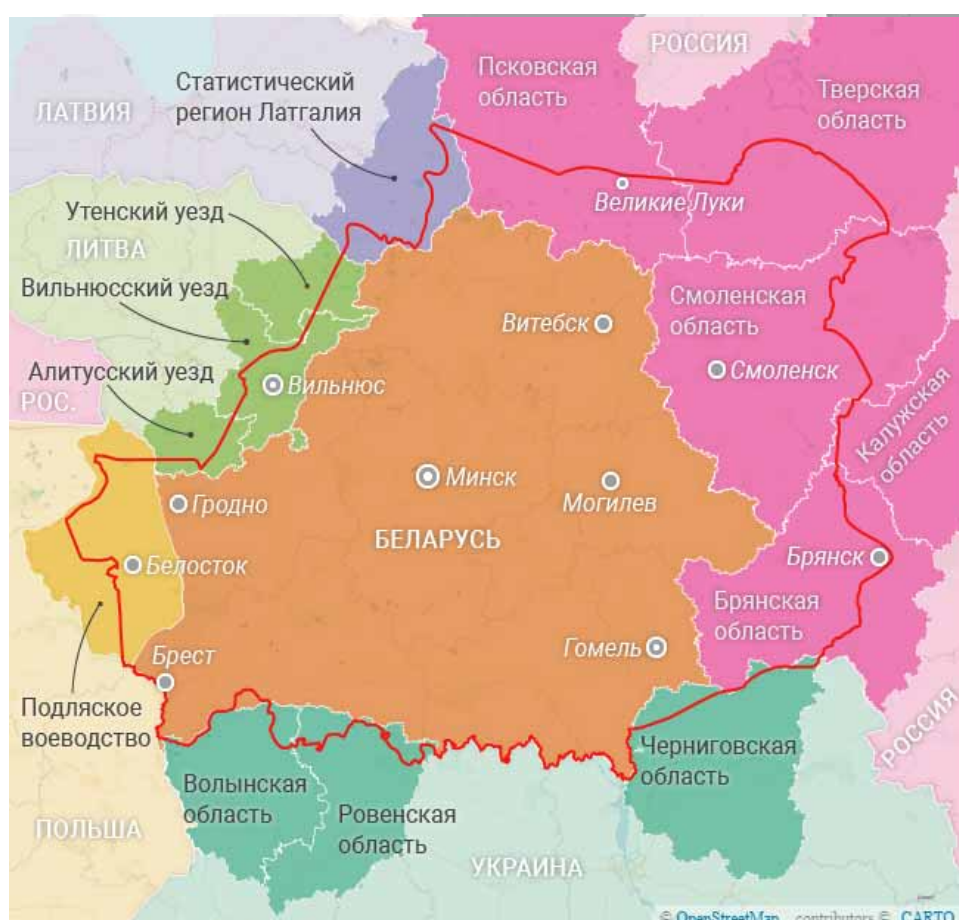 РОССИЯ
Псковская
область
Тверская
область
Статистический
регион Латгалия
ЛАТВИЯ
Великие Луки
Утенский уезд
ЛИТВА
Вильнюсский уезд
Смоленская
область
Витебск
Алитусский уезд
Вильнюс
Смоленск
РОС.
Калужская
область
Минск
Могилев
Гродно
БЕЛАРУСЬ
Белосток
Брянск
Брянская
область
Гомель
Брест
Подляское
воеводство
РОССИЯ
Черниговская
область
Волынская
область
Ровенская
область
ПОЛЬША
УКРАИНА
© OpenStreetMap contributors © CARTO